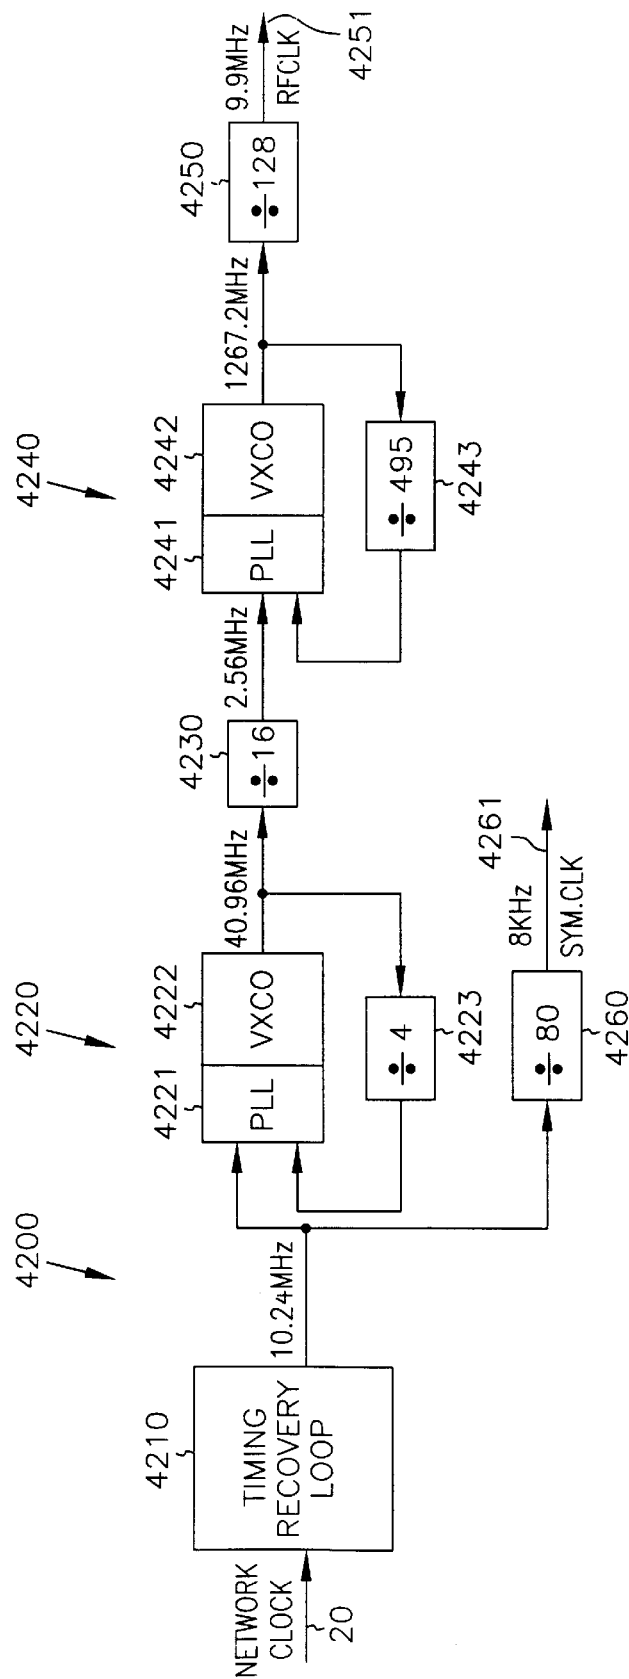 4200
4210
TIMING
RECOVERY
LOOP
NETWORK
CLOCK
20
10.24MHz
4220
4221
4222
PLL
VXCO
÷4
4223
40.96MHz
4230
÷16
2.56MHz
4240
4241
4242
PLL
VXCO
÷495
4243
1267.2MHz
4250
÷128
9.9MHz
RFCLK
4251
÷80
4260
8KHz
SYM.CLK
4261